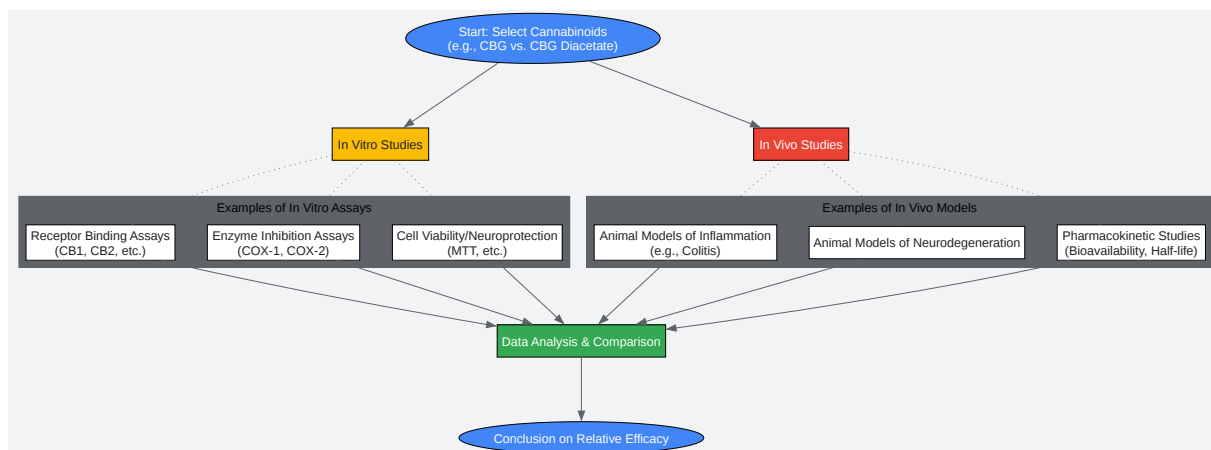 Start: Select Cannabinoids
(e.g., CBG vs. CBG Diacetate)
In Vitro Studies
In Vivo Studies
Examples of In Vitro Assays
Receptor Binding Assays
(CB1, CB2, etc.)
Enzyme Inhibition Assays
(COX-1, COX-2)
Cell Viability/Neuroprotection
(MTT, etc.)
Examples of In Vivo Models
Animal Models of Inflammation
(e.g., Colitis)
Animal Models of Neurodegeneration
Pharmacokinetic Studies
(Bioavailability, Half-life)
Data Analysis & Comparison
Conclusion on Relative Efficacy